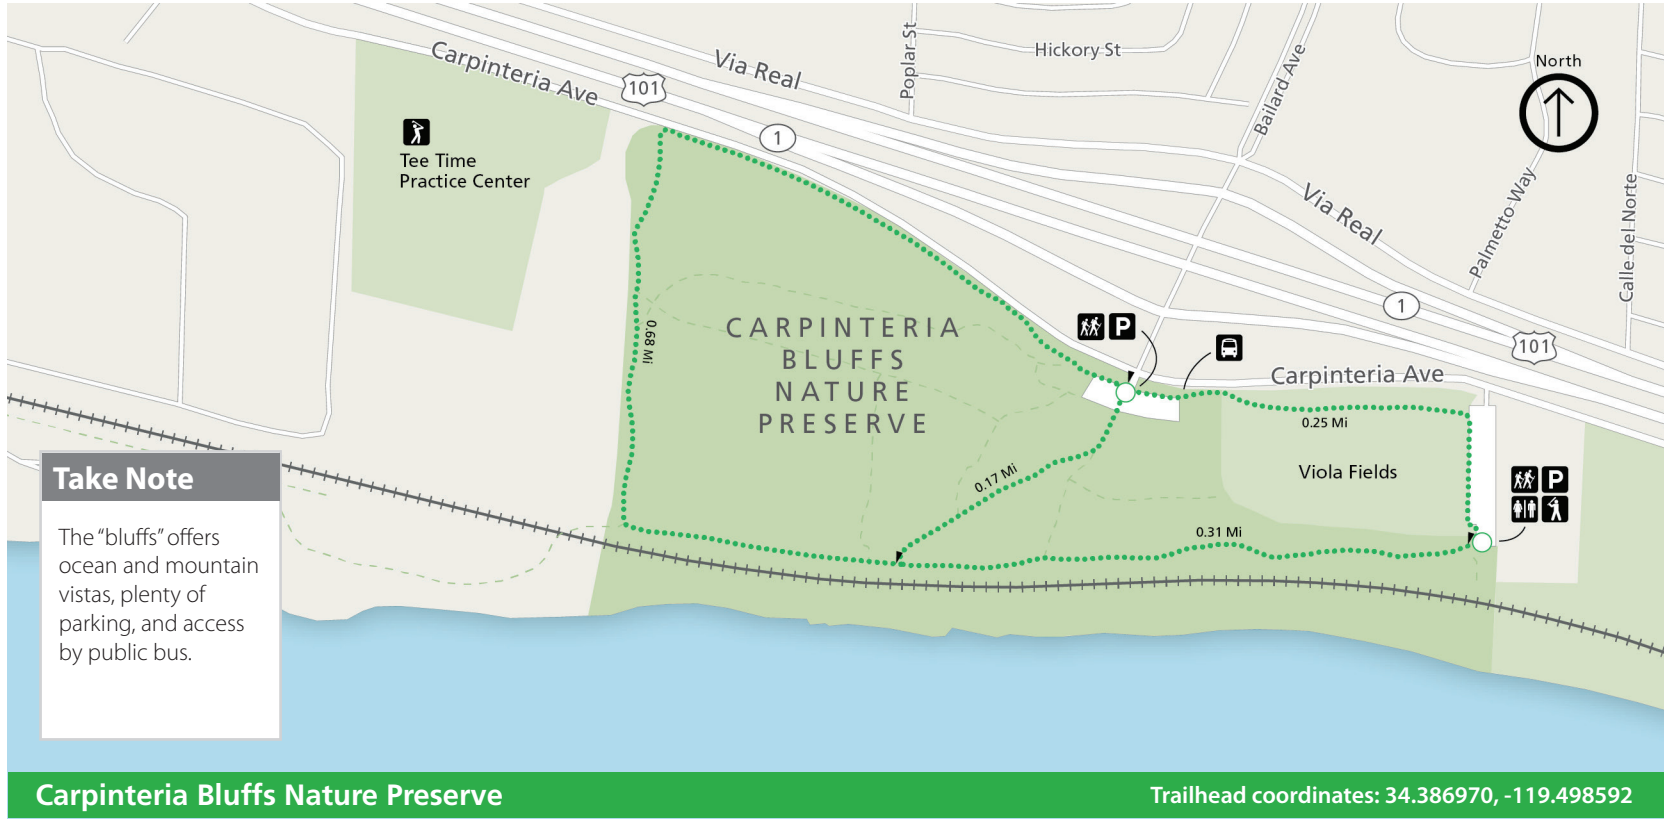 Carpinteria Ave
101
Via Real
Poplar St
Hickory St
Bailard Ave
North
1
Tee Time
Practice Center
Via Real
Palmetto Way
Calle del Norte
1
101
0.68 Mi
CARPINTERIA
BLUFFS
NATURE
PRESERVE
P
Carpinteria Ave
0.25 Mi
0.17 Mi
Viola Fields
P
0.31 Mi
Take Note
The “bluffs” offers
ocean and mountain
vistas, plenty of
parking, and access
by public bus.
Carpinteria Bluffs Nature Preserve
Trailhead coordinates: 34.386970, -119.498592